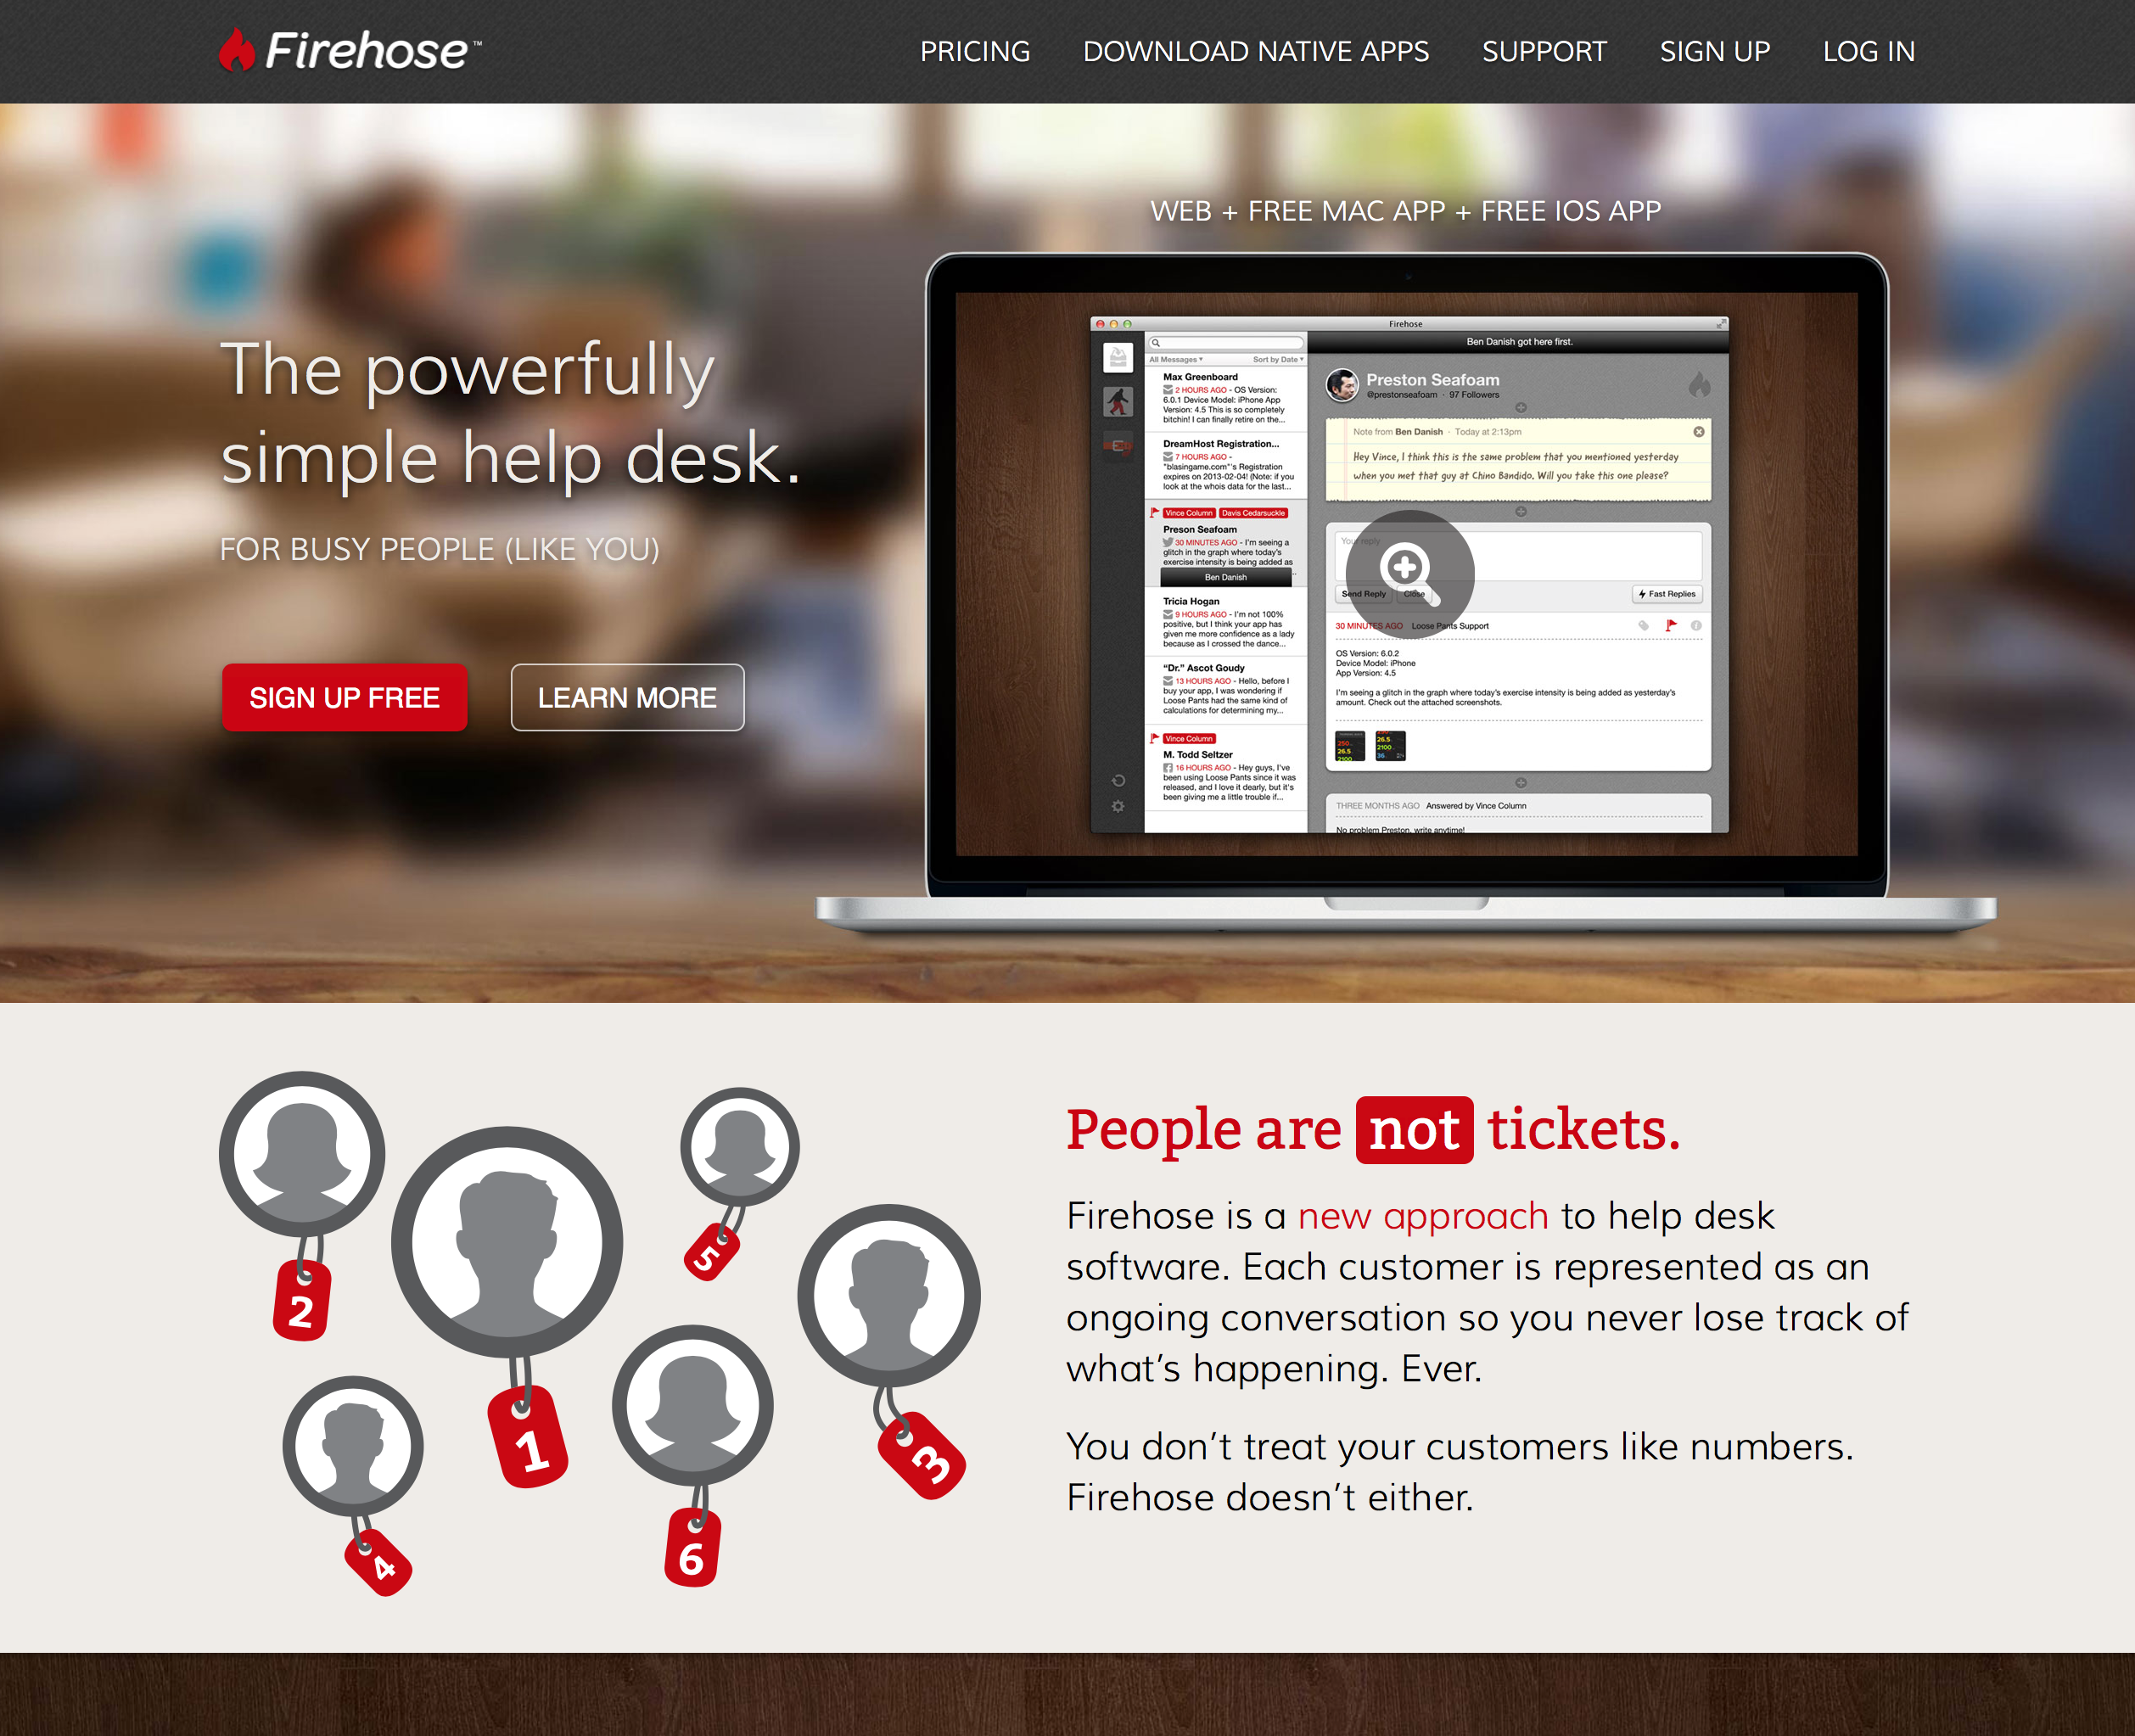 Firehose™
PRICING
DOWNLOAD NATIVE APPS
SUPPORT
SIGN UP
LOG IN
WEB + FREE MAC APP + FREE IOS APP
The powerfully
simple help desk.
FOR BUSY PEOPLE (LIKE YOU)
SIGN UP FREE
LEARN MORE
Firehose
All Messages ▾
Sort by Date ▾
Max Greenboard
2 HOURS AGO - OS Version:
6.0.1 Device Model: iPhone App
Version: 4.5 This is so completely
bitchin! I can finally retire on the...
DreamHost Registration...
7 HOURS AGO -
"blasingame.com"'s Registration
expires on 2013-02-04! (Note: if you
look at the whois data for the last...
Vince Column
Davis Cedarsuckle
Preson Seafoam
30 MINUTES AGO - I'm seeing a
glitch in the graph where today's
exercise intensity is being added as
Ben Danish
Tricia Hogan
9 HOURS AGO - I'm not 100%
positive, but I think your app has
given me more confidence as a lady
because as I crossed the dance...
"Dr." Ascot Goudy
13 HOURS AGO - Hello, before I
buy your app, I was wondering if
Loose Pants had the same kind of
calculations for determining my...
Vince Column
M. Todd Seltzer
16 HOURS AGO - Hey guys, I've
been using Loose Pants since it was
released, and I love it dearly, but it's
been giving me a little trouble if...
Ben Danish got here first.
Preston Seafoam
@prestonseafoam · 97 Followers
Note from Ben Danish · Today at 2:13pm
Hey Vince, I think this is the same problem that you mentioned yesterday
when you met that guy at Chino Bandido. Will you take this one please?
Your reply
Send Reply
Close
Fast Replies
30 MINUTES AGO Loose Pants Support
OS Version: 6.0.2
Device Model: iPhone
App Version: 4.5
I'm seeing a glitch in the graph where today's exercise intensity is being added as yesterday's
amount. Check out the attached screenshots.
250
26.5
2100
26.5
2100
36
THREE MONTHS AGO Answered by Vince Column
No problem Preston, write anytime!
2
1
5
3
4
6
People are not tickets.
Firehose is a new approach to help desk
software. Each customer is represented as an
ongoing conversation so you never lose track of
what's happening. Ever.
You don't treat your customers like numbers.
Firehose doesn't either.